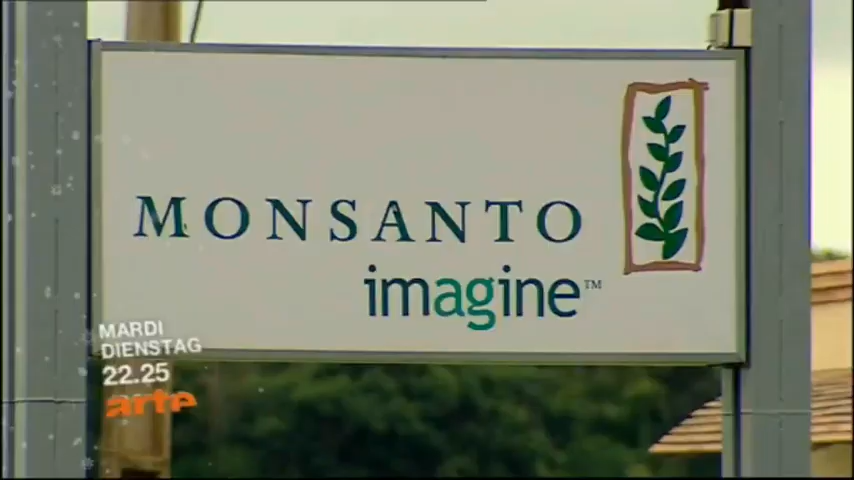 MONSANTO
imagine™
MARDI
DIENSTAG
22.25
arte